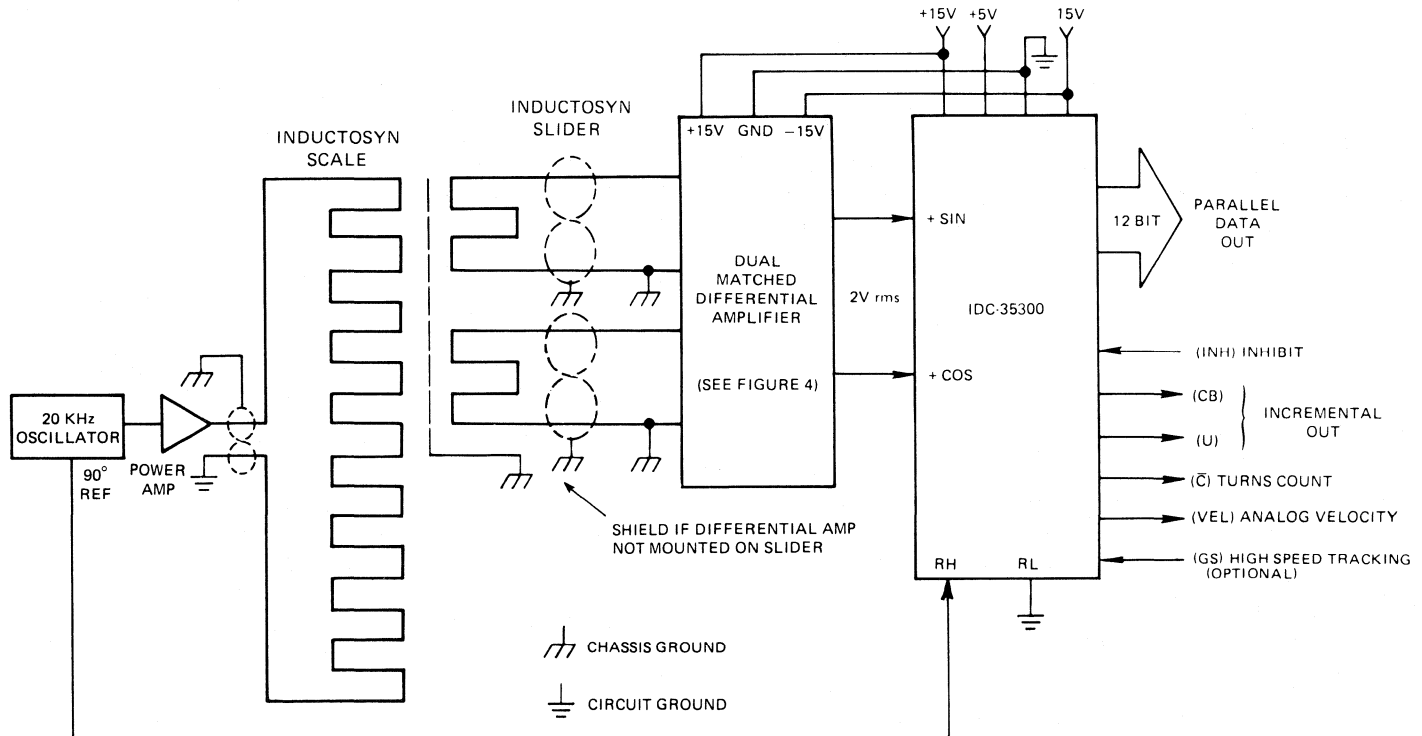 +15V
+5V
15V
INDUCTOSYN
SCALE
INDUCTOSYN
SLIDER
+15V GND −15V
DUAL
MATCHED
DIFFERENTIAL
AMPLIFIER
(SEE FIGURE 4)
2V rms
+ SIN
+ COS
IDC-35300
RH
RL
12 BIT
PARALLEL
DATA
OUT
(INH) INHIBIT
(CB)
(U)
INCREMENTAL
OUT
(C̅) TURNS COUNT
(VEL) ANALOG VELOCITY
(GS) HIGH SPEED TRACKING
(OPTIONAL)
20 KHz
OSCILLATOR
90°
REF
POWER
AMP
SHIELD IF DIFFERENTIAL AMP
NOT MOUNTED ON SLIDER
CHASSIS GROUND
CIRCUIT GROUND